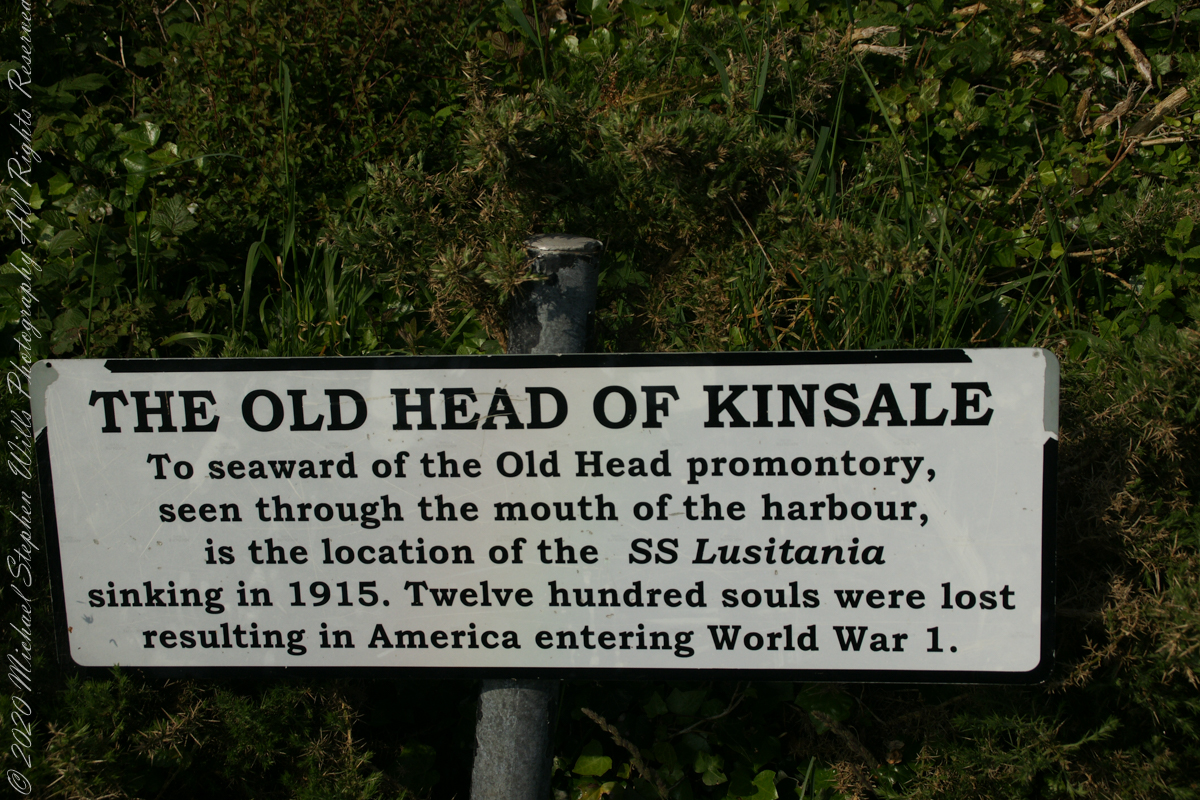 THE OLD HEAD OF KINSALE
To seaward of the Old Head promontory,
seen through the mouth of the harbour,
is the location of the SS Lusitania
sinking in 1915. Twelve hundred souls were lost
resulting in America entering World War 1.
©2020 Michael Stephen Wills Photography All Rights Reserved